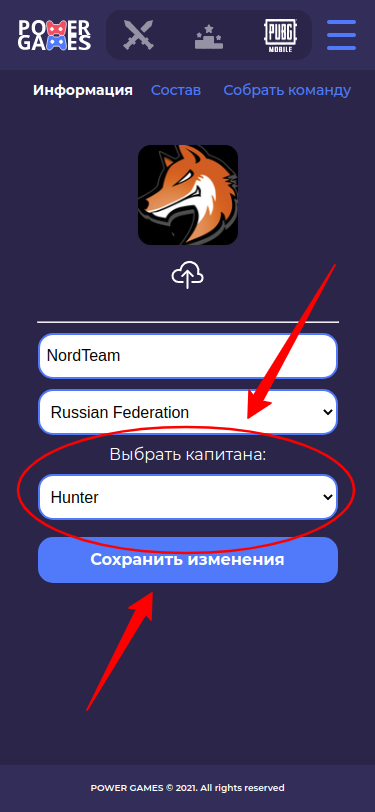 POWER
GAMES
PUBG
MOBILE
Информация Состав Собрать команду
NordTeam
Russian Federation
Выбрать капитана:
Hunter
Сохранить изменения
POWER GAMES © 2021. All rights reserved